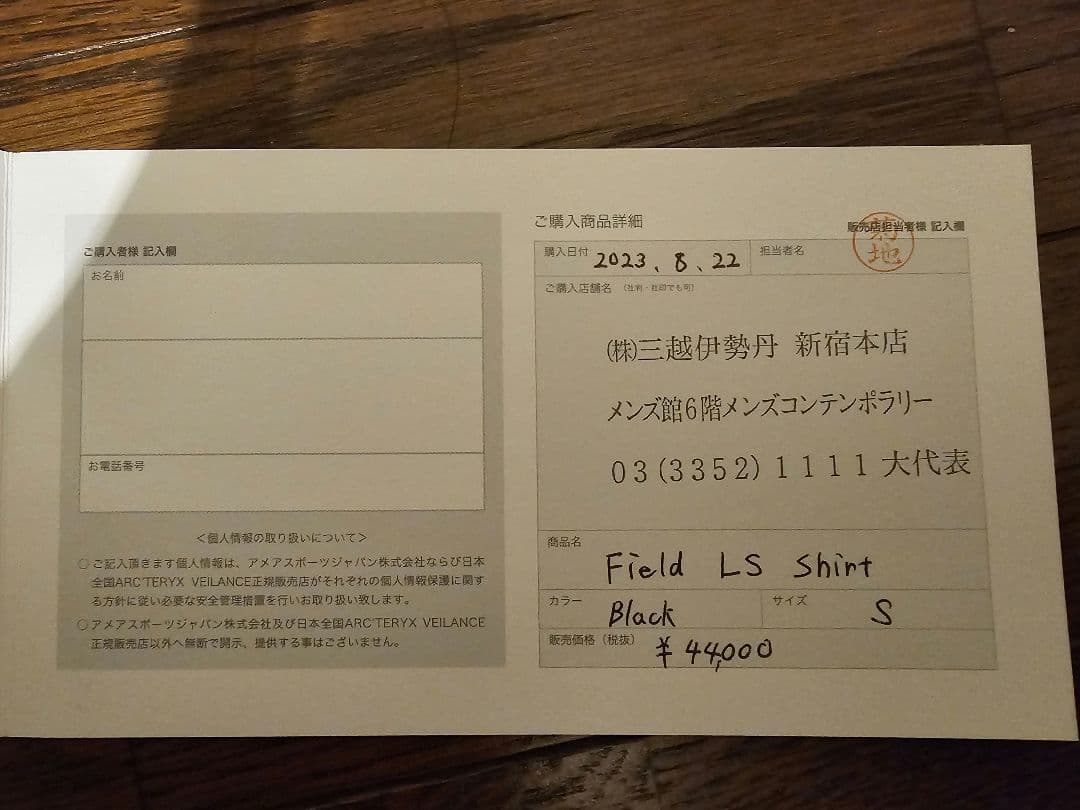 ご購入者様 記入欄
お名前
お電話番号
＜個人情報の取り扱いについて＞
○ご記入頂きます個人情報は、アメアスポーツジャパン株式会社ならび日本
全国ARC'TERYX VEILANCE正規販売店がそれぞれの個人情報保護に関す
る方針に従い必要な安全管理措置を行いお取り扱い致します。
○アメアスポーツジャパン株式会社及び日本全国ARC'TERYX VEILANCE
正規販売店以外へ無断で開示、提供する事はございません。
ご購入商品詳細
販売店担当者様 記入欄
購入日付 2023. 8. 22
担当者名
菊地
ご購入店舗名 （社判・社印でも可）
㈱三越伊勢丹 新宿本店
メンズ館6階メンズコンテンポラリー
03(3352)1111大代表
商品名
Field LS Shirt
カラー Black
サイズ S
販売価格（税抜） ¥44,000